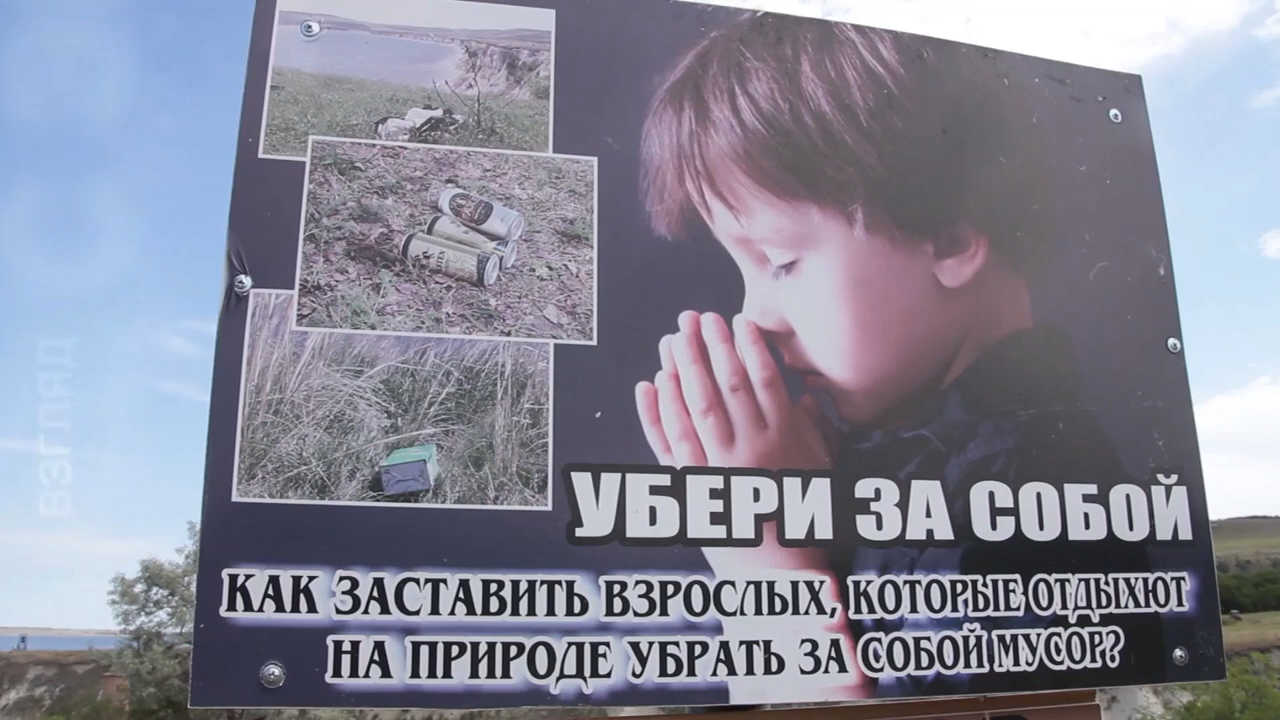 ВЗГЛЯД
УБЕРИ ЗА СОБОЙ
КАК ЗАСТАВИТЬ ВЗРОСЛЫХ, КОТОРЫЕ ОТДЫХЮТ
НА ПРИРОДЕ УБРАТЬ ЗА СОБОЙ МУСОР?